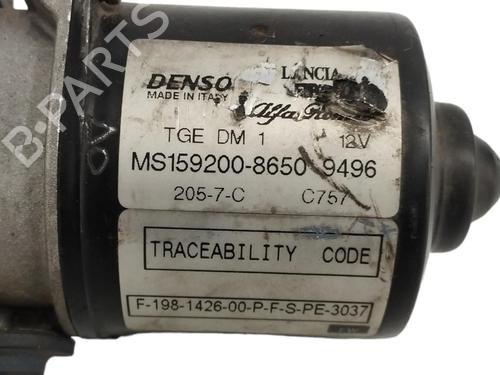 DENSO LANCIA
MADE IN ITALY
Alfa Romeo
TGE DM 1 12V
MS159200-8650 9496
205-7-C C757
TRACEABILITY CODE
F-198-1426-00-P-F-S-PE-3037
B-PARTS